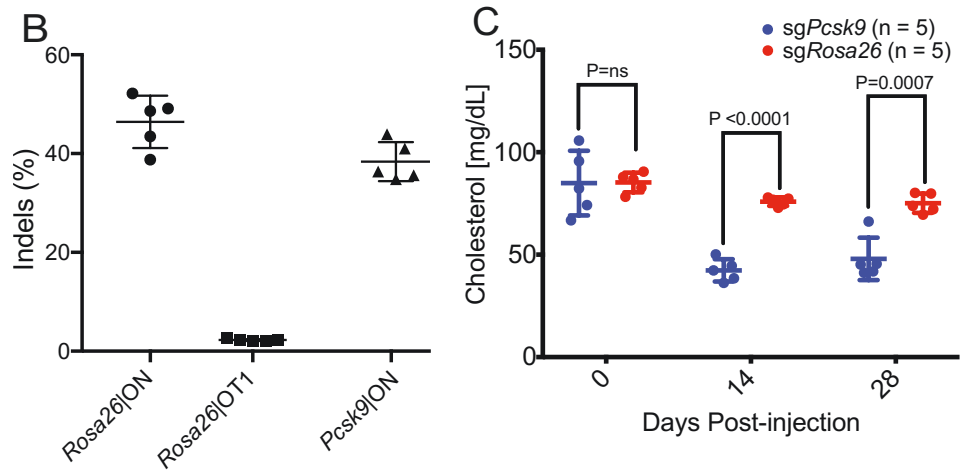 B
Indels (%)
60
40
20
0
Rosa26|ON
Rosa26|OT1
Pcsk9|ON
C
sgPcsk9 (n = 5)
sgRosa26 (n = 5)
Cholesterol [mg/dL]
150
100
50
0
P=ns
P <0.0001
P=0.0007
0
14
28
Days Post-injection